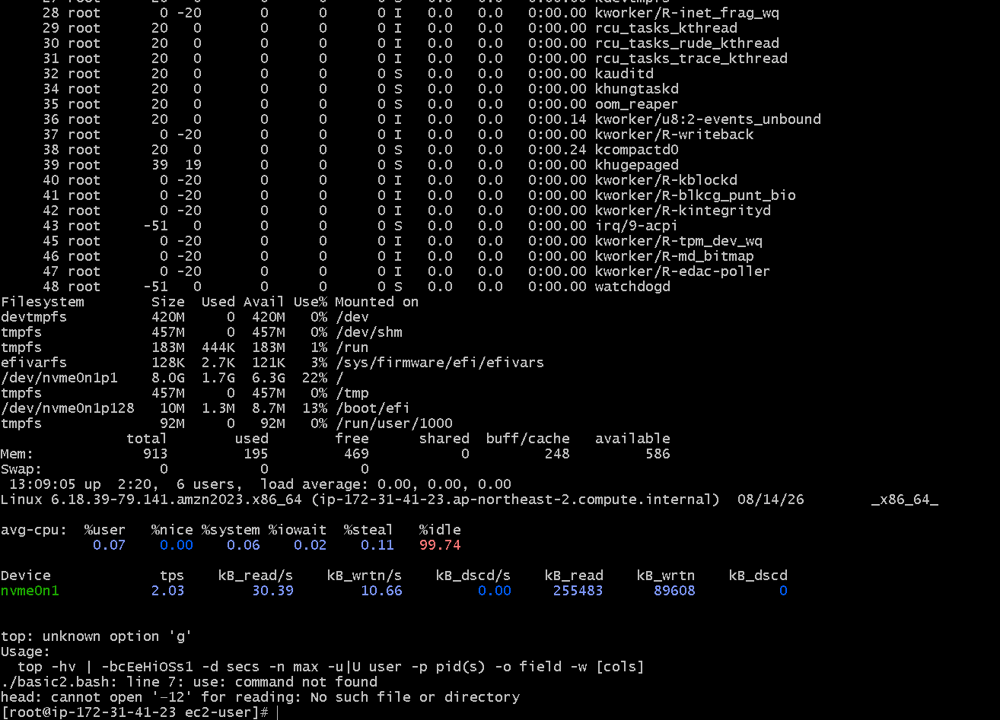 27 root 20 0 0 0 0 S 0.0 0.0 0:00.00 kdevtmpfs
28 root 0 -20 0 0 0 I 0.0 0.0 0:00.00 kworker/R-inet_frag_wq
29 root 20 0 0 0 0 I 0.0 0.0 0:00.00 rcu_tasks_kthread
30 root 20 0 0 0 0 I 0.0 0.0 0:00.00 rcu_tasks_rude_kthread
31 root 20 0 0 0 0 I 0.0 0.0 0:00.00 rcu_tasks_trace_kthread
32 root 20 0 0 0 0 S 0.0 0.0 0:00.00 kauditd
34 root 20 0 0 0 0 S 0.0 0.0 0:00.00 khungtaskd
35 root 20 0 0 0 0 S 0.0 0.0 0:00.00 oom_reaper
36 root 20 0 0 0 0 I 0.0 0.0 0:00.14 kworker/u8:2-events_unbound
37 root 0 -20 0 0 0 I 0.0 0.0 0:00.00 kworker/R-writeback
38 root 20 0 0 0 0 S 0.0 0.0 0:00.24 kcompactd0
39 root 39 19 0 0 0 S 0.0 0.0 0:00.00 khugepaged
40 root 0 -20 0 0 0 I 0.0 0.0 0:00.00 kworker/R-kblockd
41 root 0 -20 0 0 0 I 0.0 0.0 0:00.00 kworker/R-blkcg_punt_bio
42 root 0 -20 0 0 0 I 0.0 0.0 0:00.00 kworker/R-kintegrityd
43 root -51 0 0 0 0 S 0.0 0.0 0:00.00 irq/9-acpi
45 root 0 -20 0 0 0 I 0.0 0.0 0:00.00 kworker/R-tpm_dev_wq
46 root 0 -20 0 0 0 I 0.0 0.0 0:00.00 kworker/R-md_bitmap
47 root 0 -20 0 0 0 I 0.0 0.0 0:00.00 kworker/R-edac-poller
48 root -51 0 0 0 0 S 0.0 0.0 0:00.00 watchdogd
Filesystem Size Used Avail Use% Mounted on
devtmpfs 420M 0 420M 0% /dev
tmpfs 457M 0 457M 0% /dev/shm
tmpfs 183M 444K 183M 1% /run
efivarfs 128K 2.7K 121K 3% /sys/firmware/efi/efivars
/dev/nvme0n1p1 8.0G 1.7G 6.3G 22% /
tmpfs 457M 0 457M 0% /tmp
/dev/nvme0n1p128 10M 1.3M 8.7M 13% /boot/efi
tmpfs 92M 0 92M 0% /run/user/1000
total used free shared buff/cache available
Mem: 913 195 469 0 248 586
Swap: 0 0 0
13:09:05 up 2:20, 6 users, load average: 0.00, 0.00, 0.00
Linux 6.18.39-79.141.amzn2023.x86_64 (ip-172-31-41-23.ap-northeast-2.compute.internal) 08/14/26 _x86_64_
avg-cpu: %user %nice %system %iowait %steal %idle
0.07 0.00 0.06 0.02 0.11 99.74
Device tps kB_read/s kB_wrtn/s kB_dscd/s kB_read kB_wrtn kB_dscd
nvme0n1 2.03 30.39 10.66 0.00 255483 89608 0
top: unknown option 'g'
Usage:
top -hv | -bcEeHiOSs1 -d secs -n max -u|U user -p pid(s) -o field -w [cols]
./basic2.bash: line 7: use: command not found
head: cannot open '–12' for reading: No such file or directory
[root@ip-172-31-41-23 ec2-user]#